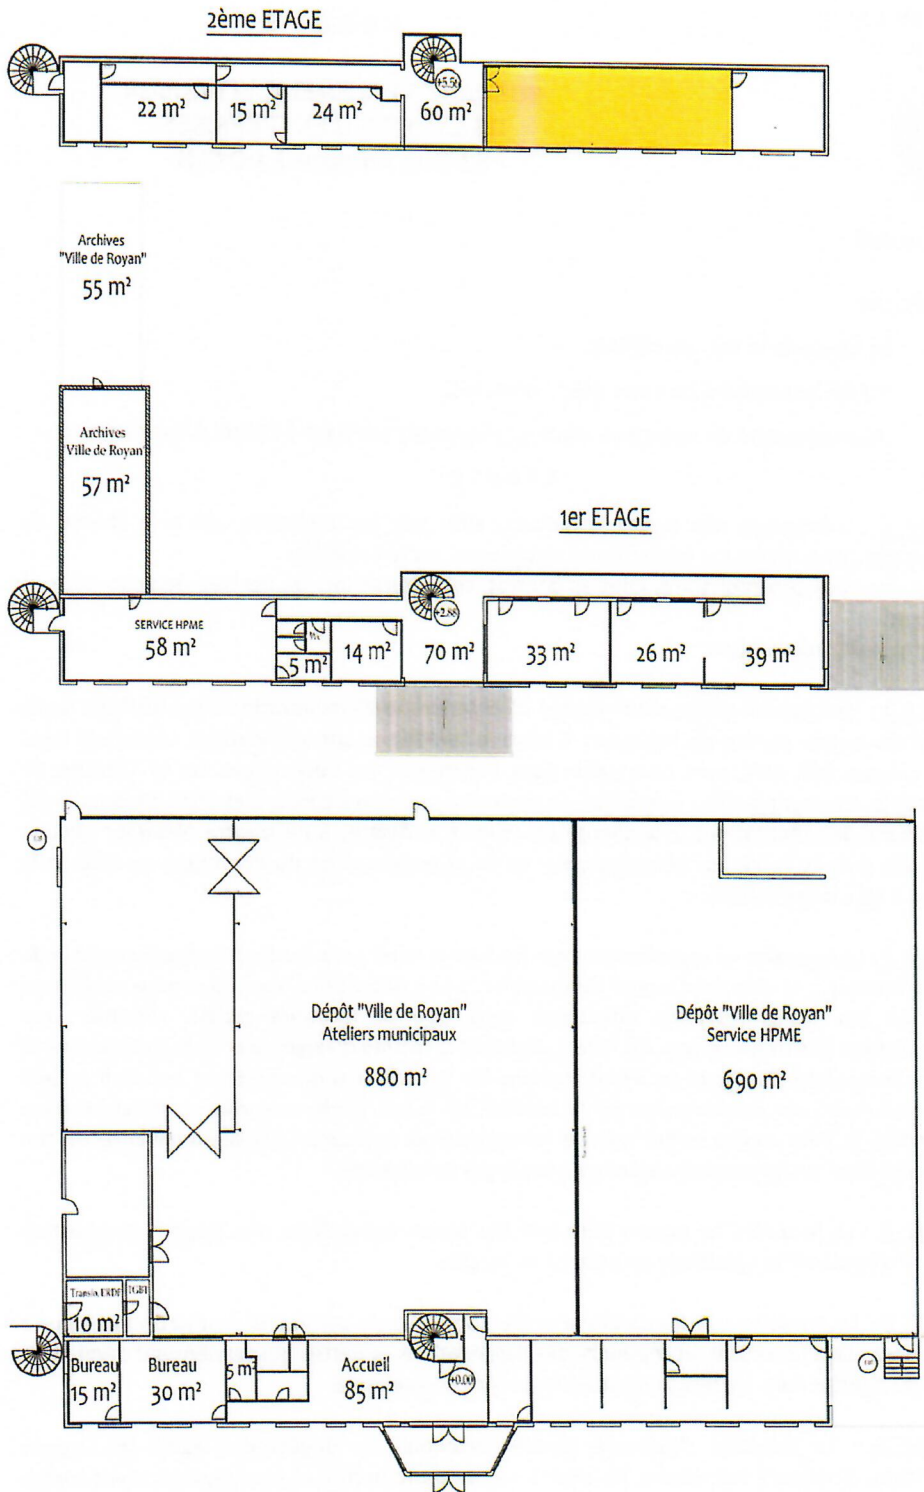 2ème ETAGE
+5.56
22 m²
15 m²
24 m²
60 m²
Archives
"Ville de Royan"
55 m²
Archives
Ville de Royan"
57 m²
1er ETAGE
+2.88
SERVICE HPME
58 m²
5 m²
14 m²
70 m²
33 m²
26 m²
39 m²
Dépôt "Ville de Royan"
Ateliers municipaux
880 m²
Dépôt "Ville de Royan"
Service HPME
690 m²
Transfo. ERDF
TGBT
10 m²
Bureau
15 m²
Bureau
30 m²
5 m²
Accueil
85 m²
+0.00